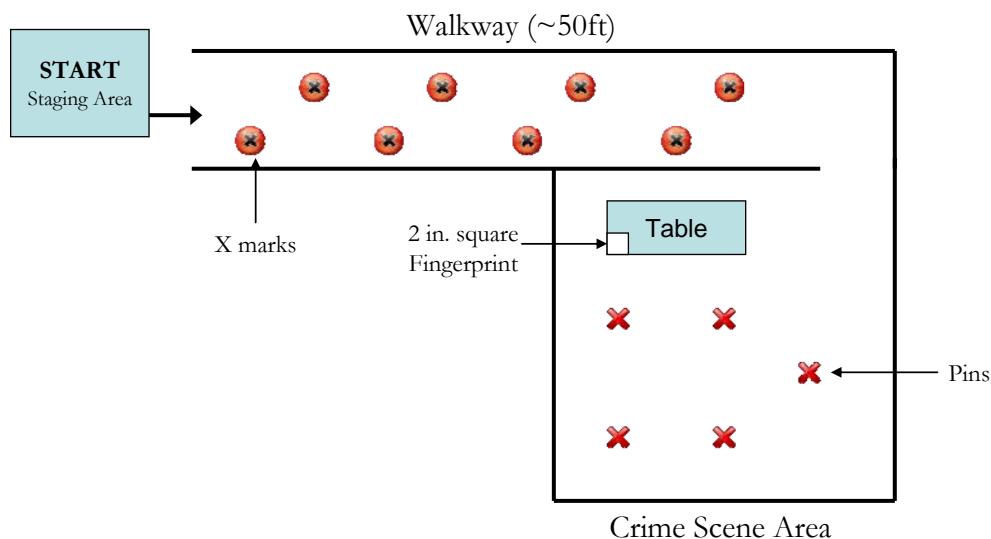 Walkway (~50ft)
START
Staging Area
X marks
2 in. square
Fingerprint
Table
Pins
Crime Scene Area